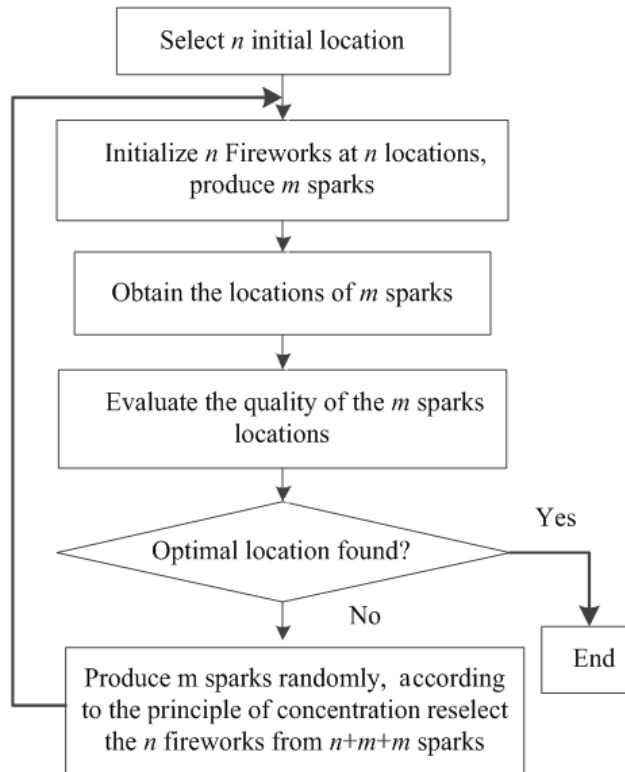 Select n initial location
Initialize n Fireworks at n locations,
produce m sparks
Obtain the locations of m sparks
Evaluate the quality of the m sparks
locations
Optimal location found?
Yes
No
End
Produce m sparks randomly, according
to the principle of concentration reselect
the n fireworks from n+m+m sparks